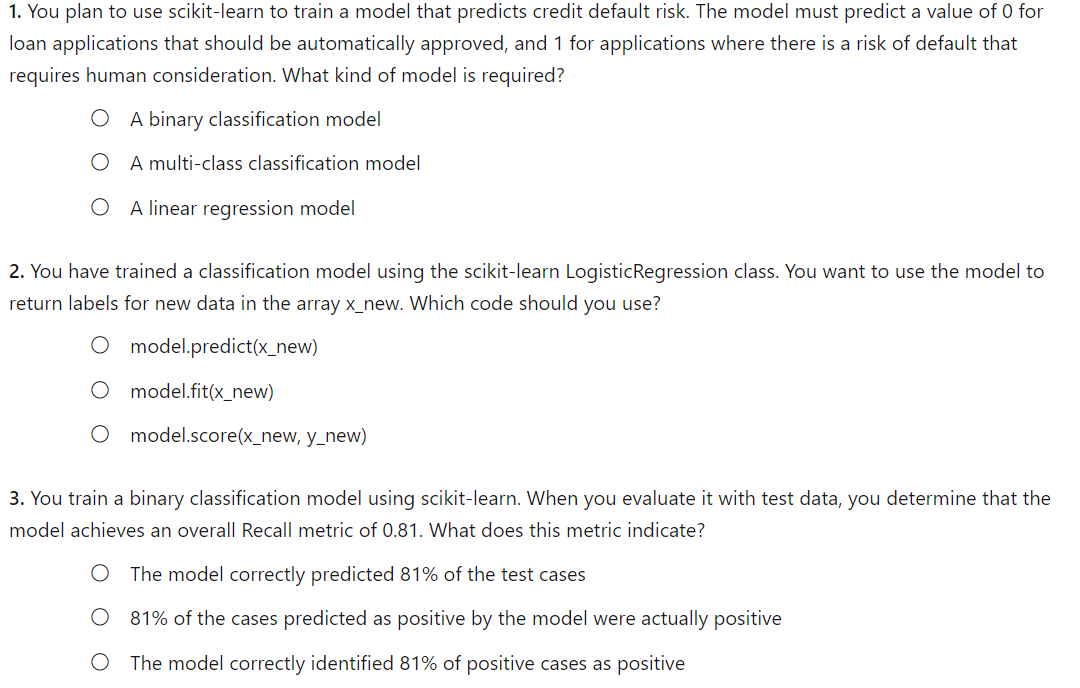 1. You plan to use scikit-learn to train a model that predicts credit default risk. The model must predict a value of 0 for
loan applications that should be automatically approved, and 1 for applications where there is a risk of default that
requires human consideration. What kind of model is required?
A binary classification model
A multi-class classification model
A linear regression model
2. You have trained a classification model using the scikit-learn LogisticRegression class. You want to use the model to
return labels for new data in the array x_new. Which code should you use?
model.predict(x_new)
model.fit(x_new)
model.score(x_new, y_new)
3. You train a binary classification model using scikit-learn. When you evaluate it with test data, you determine that the
model achieves an overall Recall metric of 0.81. What does this metric indicate?
The model correctly predicted 81% of the test cases
81% of the cases predicted as positive by the model were actually positive
The model correctly identified 81% of positive cases as positive